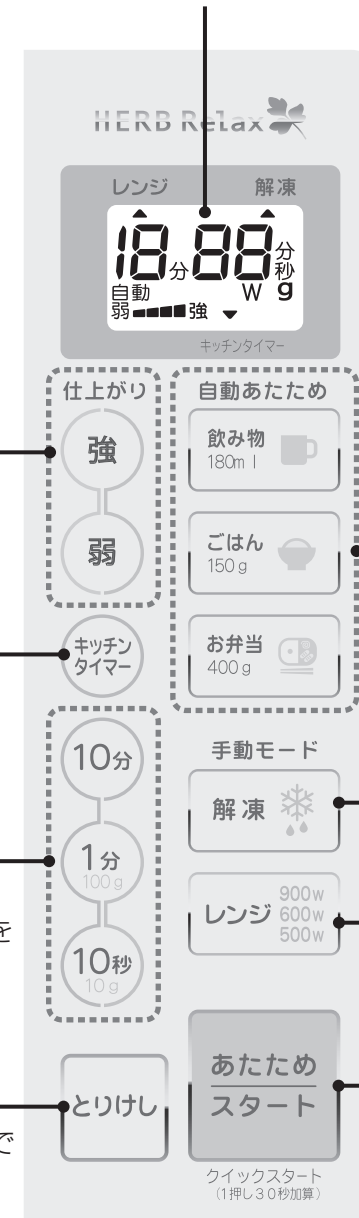 HERB Relax
レンジ 解凍
18分88分秒
自動 W g
弱 強
キッチンタイマー
仕上がり
強
弱
キッチン
タイマー
10分
1分
100g
10秒
10g
とりけし
自動あたため
飲み物
180ml
ごはん
150g
お弁当
400g
手動モード
解凍
レンジ
900W
600W
500W
あたため
スタート
クイックスタート
(1押し30秒加算)
を
で